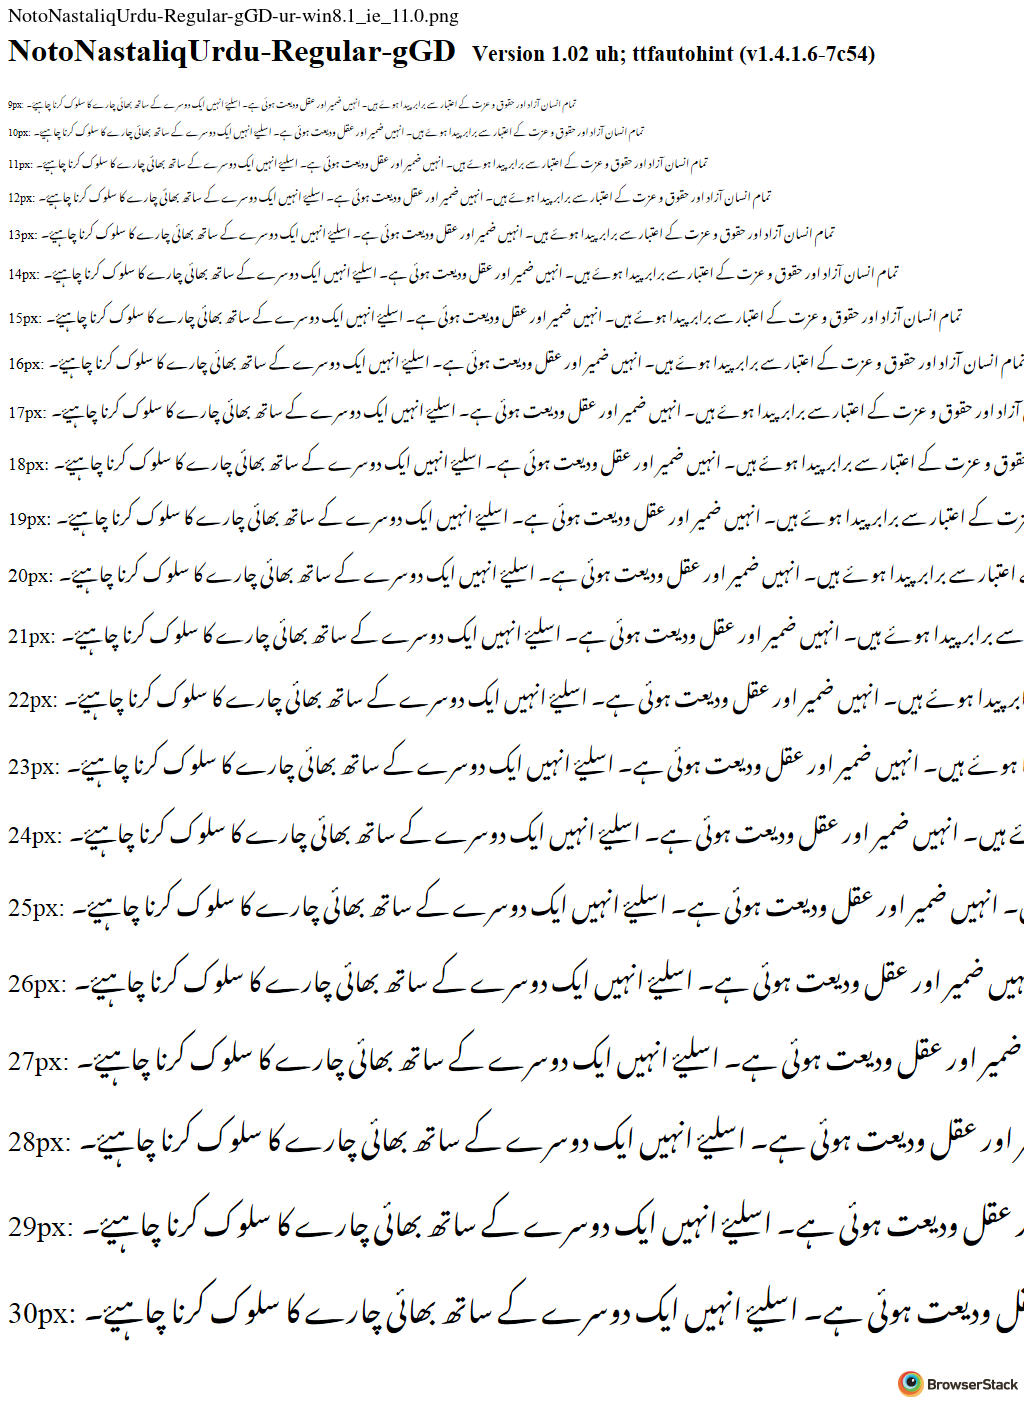 NotoNastaliqUrdu-Regular-gGD-ur-win8.1_ie_11.0.png
NotoNastaliqUrdu-Regular-gGD Version 1.02 uh; ttfautohint (v1.4.1.6-7c54)
9px: تمام انسان آزاد اور حقوق و عزت کے اعتبار سے برابر پیدا ہوئے ہیں۔ انہیں ضمیر اور عقل ودیعت ہوئی ہے۔ اسلیئے انہیں ایک دوسرے کے ساتھ بھائی چارے کا سلوک کرنا چاہیئے۔
10px: تمام انسان آزاد اور حقوق و عزت کے اعتبار سے برابر پیدا ہوئے ہیں۔ انہیں ضمیر اور عقل ودیعت ہوئی ہے۔ اسلیئے انہیں ایک دوسرے کے ساتھ بھائی چارے کا سلوک کرنا چاہیئے۔
11px: تمام انسان آزاد اور حقوق و عزت کے اعتبار سے برابر پیدا ہوئے ہیں۔ انہیں ضمیر اور عقل ودیعت ہوئی ہے۔ اسلیئے انہیں ایک دوسرے کے ساتھ بھائی چارے کا سلوک کرنا چاہیئے۔
12px: تمام انسان آزاد اور حقوق و عزت کے اعتبار سے برابر پیدا ہوئے ہیں۔ انہیں ضمیر اور عقل ودیعت ہوئی ہے۔ اسلیئے انہیں ایک دوسرے کے ساتھ بھائی چارے کا سلوک کرنا چاہیئے۔
13px: تمام انسان آزاد اور حقوق و عزت کے اعتبار سے برابر پیدا ہوئے ہیں۔ انہیں ضمیر اور عقل ودیعت ہوئی ہے۔ اسلیئے انہیں ایک دوسرے کے ساتھ بھائی چارے کا سلوک کرنا چاہیئے۔
14px: تمام انسان آزاد اور حقوق و عزت کے اعتبار سے برابر پیدا ہوئے ہیں۔ انہیں ضمیر اور عقل ودیعت ہوئی ہے۔ اسلیئے انہیں ایک دوسرے کے ساتھ بھائی چارے کا سلوک کرنا چاہیئے۔
15px: تمام انسان آزاد اور حقوق و عزت کے اعتبار سے برابر پیدا ہوئے ہیں۔ انہیں ضمیر اور عقل ودیعت ہوئی ہے۔ اسلیئے انہیں ایک دوسرے کے ساتھ بھائی چارے کا سلوک کرنا چاہیئے۔
16px: تمام انسان آزاد اور حقوق و عزت کے اعتبار سے برابر پیدا ہوئے ہیں۔ انہیں ضمیر اور عقل ودیعت ہوئی ہے۔ اسلیئے انہیں ایک دوسرے کے ساتھ بھائی چارے کا سلوک کرنا چاہیئے۔
17px: آزاد اور حقوق و عزت کے اعتبار سے برابر پیدا ہوئے ہیں۔ انہیں ضمیر اور عقل ودیعت ہوئی ہے۔ اسلیئے انہیں ایک دوسرے کے ساتھ بھائی چارے کا سلوک کرنا چاہیئے۔
18px: و عزت کے اعتبار سے برابر پیدا ہوئے ہیں۔ انہیں ضمیر اور عقل ودیعت ہوئی ہے۔ اسلیئے انہیں ایک دوسرے کے ساتھ بھائی چارے کا سلوک کرنا چاہیئے۔
19px: کے اعتبار سے برابر پیدا ہوئے ہیں۔ انہیں ضمیر اور عقل ودیعت ہوئی ہے۔ اسلیئے انہیں ایک دوسرے کے ساتھ بھائی چارے کا سلوک کرنا چاہیئے۔
20px: اعتبار سے برابر پیدا ہوئے ہیں۔ انہیں ضمیر اور عقل ودیعت ہوئی ہے۔ اسلیئے انہیں ایک دوسرے کے ساتھ بھائی چارے کا سلوک کرنا چاہیئے۔
21px: سے برابر پیدا ہوئے ہیں۔ انہیں ضمیر اور عقل ودیعت ہوئی ہے۔ اسلیئے انہیں ایک دوسرے کے ساتھ بھائی چارے کا سلوک کرنا چاہیئے۔
22px: پیدا ہوئے ہیں۔ انہیں ضمیر اور عقل ودیعت ہوئی ہے۔ اسلیئے انہیں ایک دوسرے کے ساتھ بھائی چارے کا سلوک کرنا چاہیئے۔
23px: ہوئے ہیں۔ انہیں ضمیر اور عقل ودیعت ہوئی ہے۔ اسلیئے انہیں ایک دوسرے کے ساتھ بھائی چارے کا سلوک کرنا چاہیئے۔
24px: ہیں۔ انہیں ضمیر اور عقل ودیعت ہوئی ہے۔ اسلیئے انہیں ایک دوسرے کے ساتھ بھائی چارے کا سلوک کرنا چاہیئے۔
25px: ۔ انہیں ضمیر اور عقل ودیعت ہوئی ہے۔ اسلیئے انہیں ایک دوسرے کے ساتھ بھائی چارے کا سلوک کرنا چاہیئے۔
26px: ضمیر اور عقل ودیعت ہوئی ہے۔ اسلیئے انہیں ایک دوسرے کے ساتھ بھائی چارے کا سلوک کرنا چاہیئے۔
27px: ضمیر اور عقل ودیعت ہوئی ہے۔ اسلیئے انہیں ایک دوسرے کے ساتھ بھائی چارے کا سلوک کرنا چاہیئے۔
28px: اور عقل ودیعت ہوئی ہے۔ اسلیئے انہیں ایک دوسرے کے ساتھ بھائی چارے کا سلوک کرنا چاہیئے۔
29px: عقل ودیعت ہوئی ہے۔ اسلیئے انہیں ایک دوسرے کے ساتھ بھائی چارے کا سلوک کرنا چاہیئے۔
30px: ودیعت ہوئی ہے۔ اسلیئے انہیں ایک دوسرے کے ساتھ بھائی چارے کا سلوک کرنا چاہیئے۔
BrowserStack